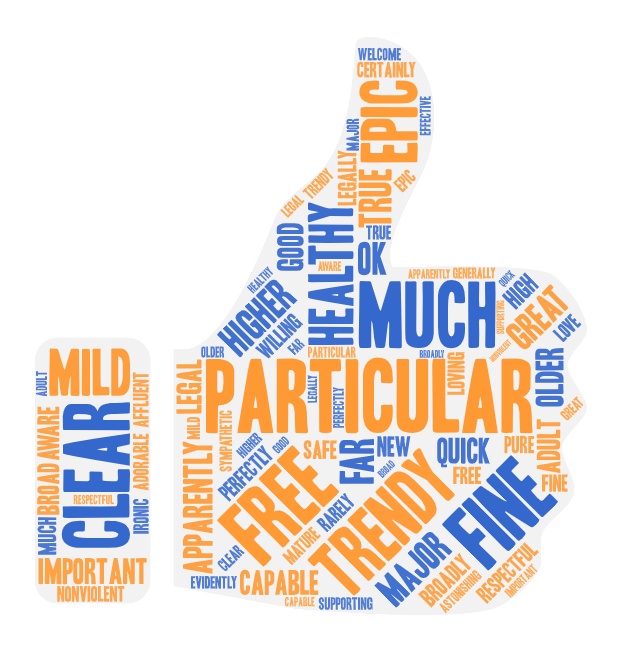 WELCOME
CERTAINLY
EPIC
EFFECTIVE
MAJOR
LEGALLY
TRUE
EPIC
TRENDY
LEGAL
TRUE
GOOD
HEALTHY
AWARE
OK
HEALTHY
HIGHER
WILLING
FAR
APPARENTLY
GENERALLY
QUICK
HIGH
MUCH
SUPPORTING
GREAT
LOVE
NONVIOLENT
OLDER
PARTICULAR
BROADLY
LEGAL
PARTICULAR
LEGALLY
PERFECTLY
LOVING
OLDER
GREAT
MILD
SYMPATHETIC
APPARENTLY
HIGHER
GOOD
PERFECTLY
SAFE
FAR
NEW
BROAD
QUICK
FREE
PURE
ADULT
FINE
FREE
TRENDY
FINE
RARELY
MATURE
CLEAR
MAJOR
EVIDENTLY
CAPABLE
CAPABLE
SUPPORTING
BROADLY
ASTONISHING
RESPECTFUL
IMPORTANT
ADULT
MILD
AWARE
BROAD
CLEAR
AFFLUENT
ADORABLE
RESPECTFUL
MUCH
IRONIC
IMPORTANT
NONVIOLENT